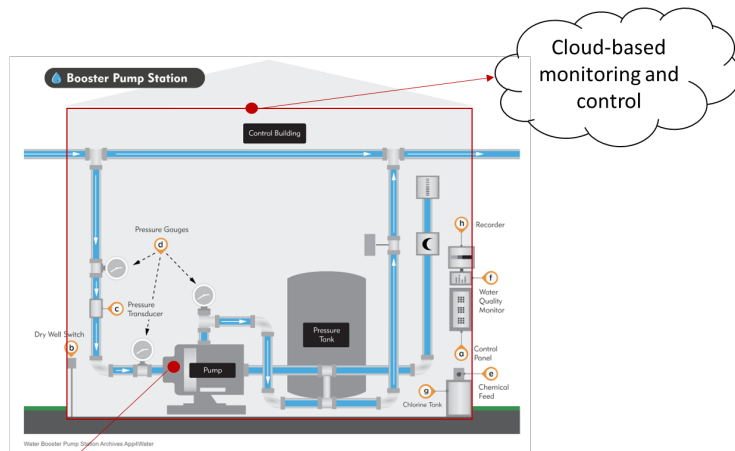 Cloud-based
monitoring and
control
Booster Pump Station
Control Building
Pressure Gauges
d
h
Recorder
f
Water
Quality
Monitor
c
Pressure
Transducer
Dry Well Switch
b
Pressure
Tank
Pump
a
Control
Panel
e
Chemical
Feed
g
Chlorine Tank
Water Booster Pump Station Archives App4Water